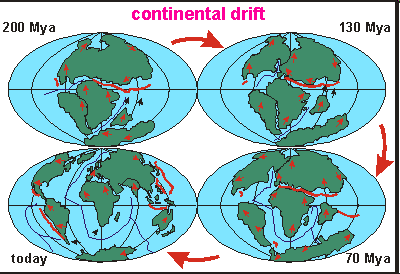 continental drift
200 Mya
130 Mya
today
70 Mya